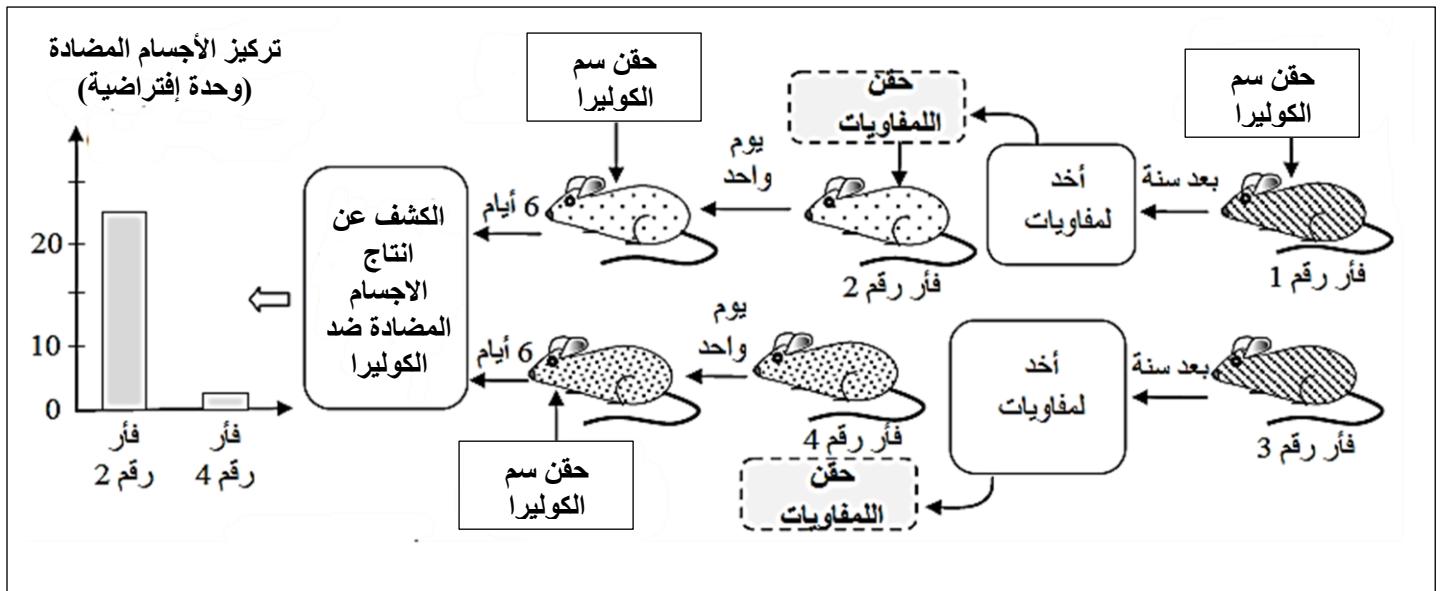 تركيز الأجسام المضادة
(وحدة إفتراضية)
20
10
0
فأر
رقم 2
فأر
رقم 4
حقن سم
الكوليرا
بعد سنة
فأر رقم 1
أخد
لمفاويات
حقن
اللمفاويات
فأر رقم 2
يوم
واحد
حقن سم
الكوليرا
6 أيام
الكشف عن
انتاج
الاجسام
المضادة ضد
الكوليرا
بعد سنة
فأر رقم 3
أخد
لمفاويات
حقن
اللمفاويات
فأر رقم 4
يوم
واحد
حقن سم
الكوليرا
6 أيام